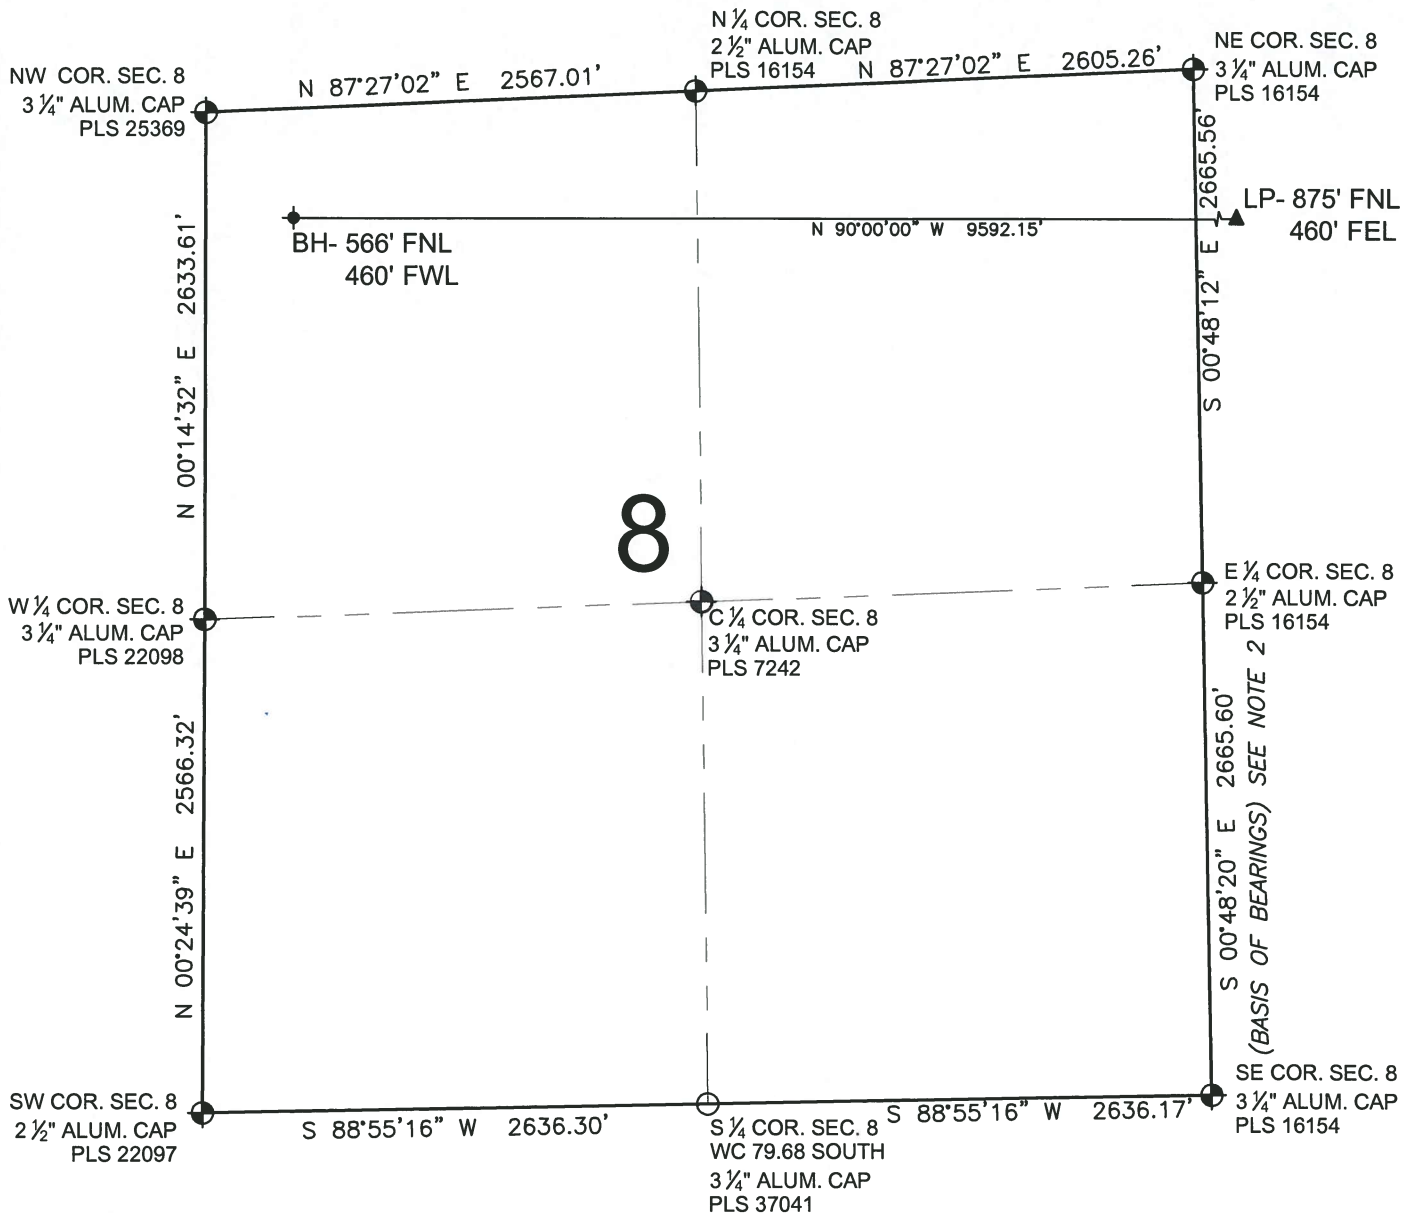 N ¼ COR. SEC. 8
2 ½" ALUM. CAP
PLS 16154
NW COR. SEC. 8
3 ¼" ALUM. CAP
PLS 25369
N 87°27'02" E 2567.01'
N 87°27'02" E 2605.26'
NE COR. SEC. 8
3 ¼" ALUM. CAP
PLS 16154
S 00°48'12" E 2665.56'
LP- 875' FNL
460' FEL
N 90°00'00" W 9592.15'
BH- 566' FNL
460' FWL
N 00°14'32" E 2633.61'
8
W ¼ COR. SEC. 8
3 ¼" ALUM. CAP
PLS 22098
C ¼ COR. SEC. 8
3 ¼" ALUM. CAP
PLS 7242
E ¼ COR. SEC. 8
2 ½" ALUM. CAP
PLS 16154
N 00°24'39" E 2566.32'
S 00°48'20" E 2665.60'
(BASIS OF BEARINGS) SEE NOTE 2
SW COR. SEC. 8
2 ½" ALUM. CAP
PLS 22097
S 88°55'16" W 2636.30'
S ¼ COR. SEC. 8
WC 79.68 SOUTH
3 ¼" ALUM. CAP
PLS 37041
S 88°55'16" W 2636.17'
SE COR. SEC. 8
3 ¼" ALUM. CAP
PLS 16154